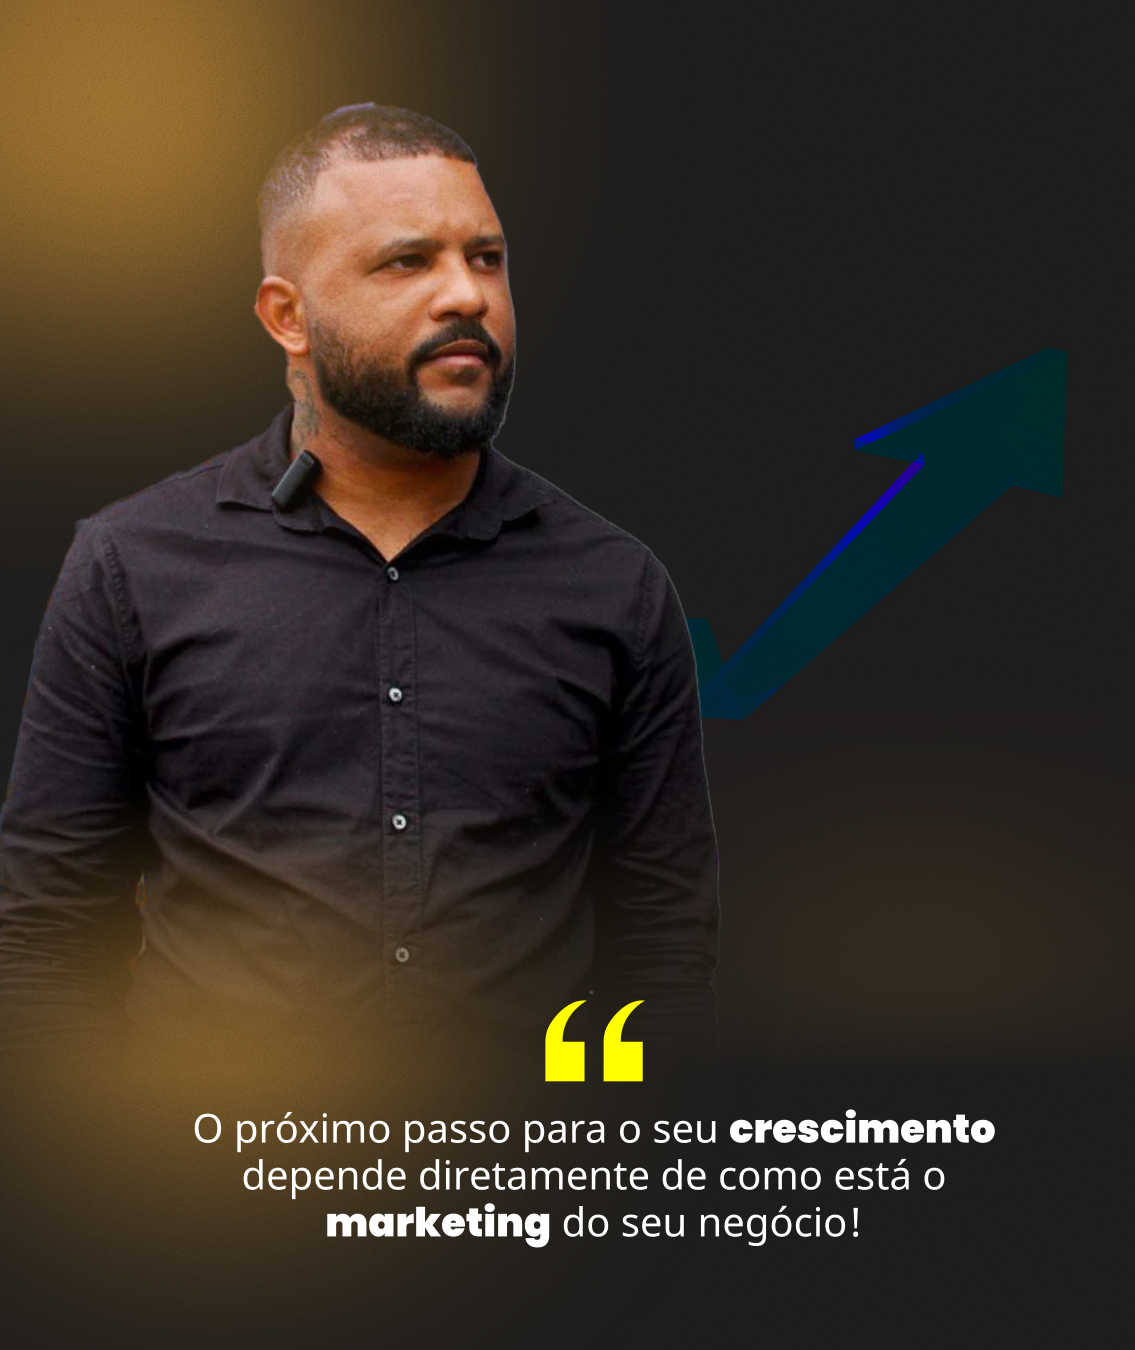 “
O próximo passo para o seu crescimento
depende diretamente de como está o
marketing do seu negócio!